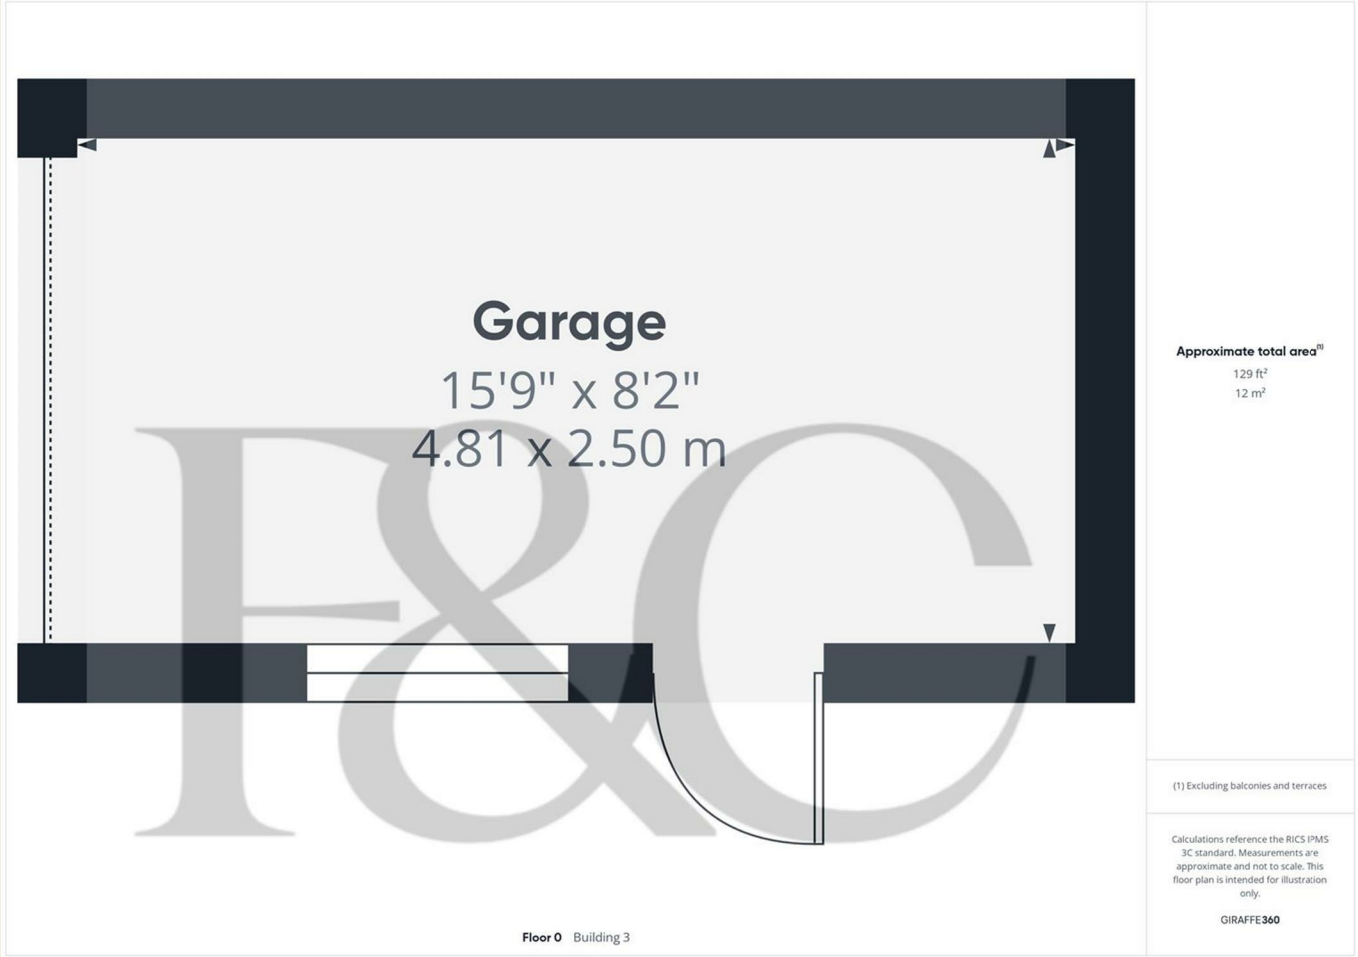 Garage
15'9" x 8'2"
4.81 x 2.50 m
F&C
Approximate total area(1)
129 ft²
12 m²
(1) Excluding balconies and terraces
Calculations reference the RICS IPMS
3C standard. Measurements are
approximate and not to scale. This
floor plan is intended for illustration
only.
GIRAFFE360
Floor 0 Building 3